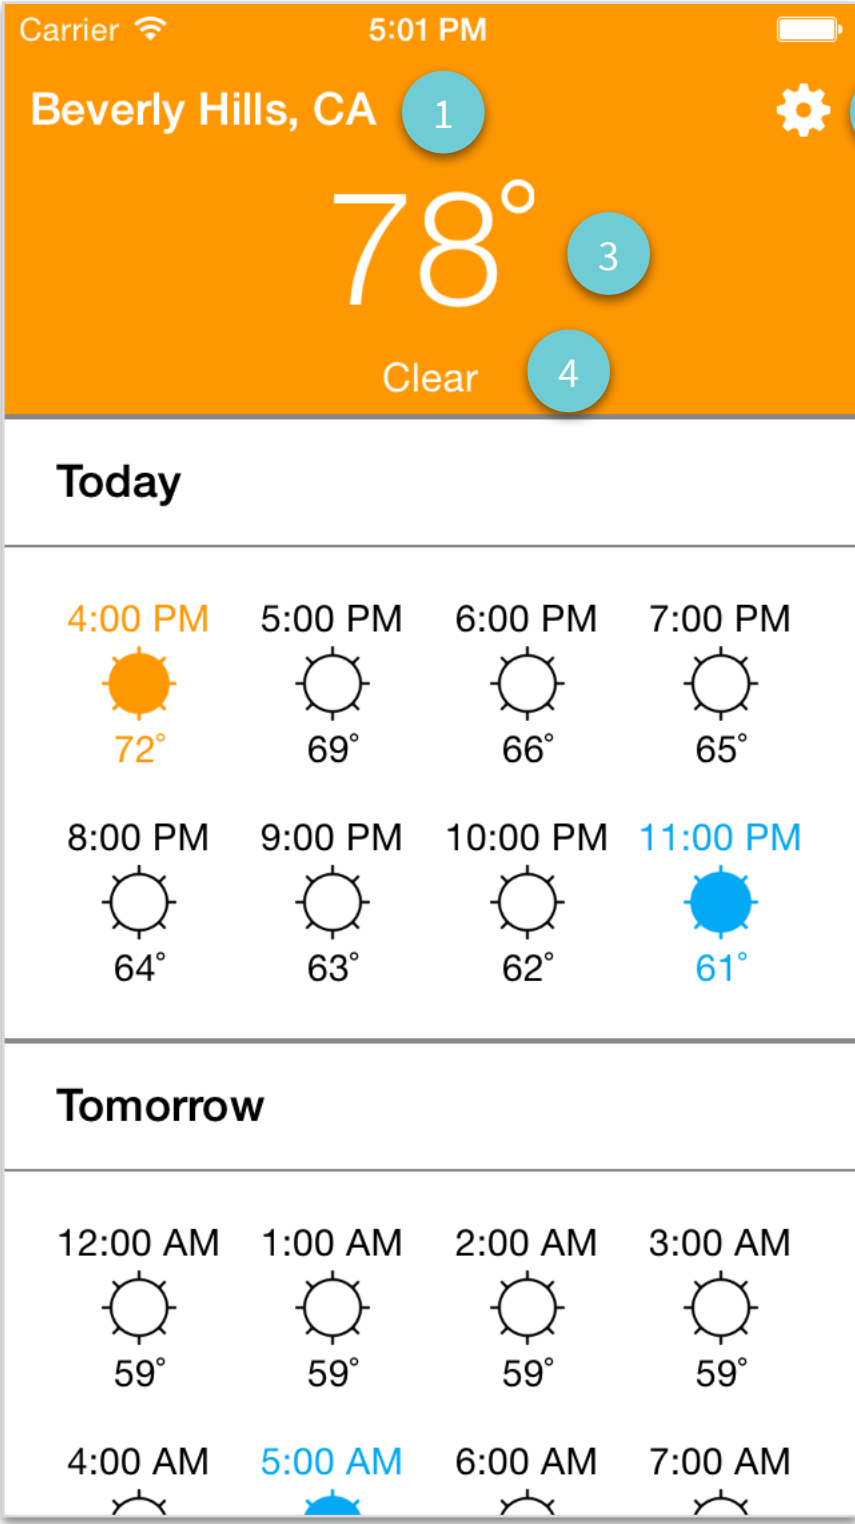 Carrier 5:01 PM
Beverly Hills, CA 1
78° 3
Clear 4
Today
4:00 PM 5:00 PM 6:00 PM 7:00 PM
72° 69° 66° 65°
8:00 PM 9:00 PM 10:00 PM 11:00 PM
64° 63° 62° 61°
Tomorrow
12:00 AM 1:00 AM 2:00 AM 3:00 AM
59° 59° 59° 59°
4:00 AM 5:00 AM 6:00 AM 7:00 AM